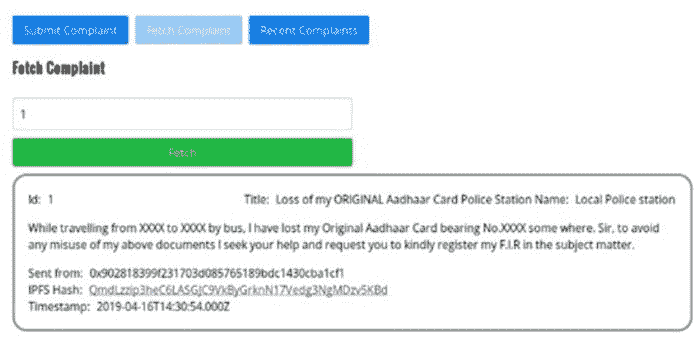 Submit Complaint Fetch Complaint Recent Complaints
Fetch Complaint
1
Fetch
Id: 1 Title: Loss of my ORIGINAL Aadhaar Card Police Station Name: Local Police station
While travelling from XXXX to XXXX by bus, I have lost my Original Aadhaar Card bearing No.XXXX some where. Sir, to avoid
any misuse of my above documents I seek your help and request you to kindly register my F.I.R in the subject matter.
Sent from: 0x902818399f231703d085765189bdc1430cba1cf1
IPFS Hash: QmdLzzip3heC6LASGJC9VkByGrknN17Vedg3NgMDzv5KBd
Timestamp: 2019-04-16T14:30:54.000Z